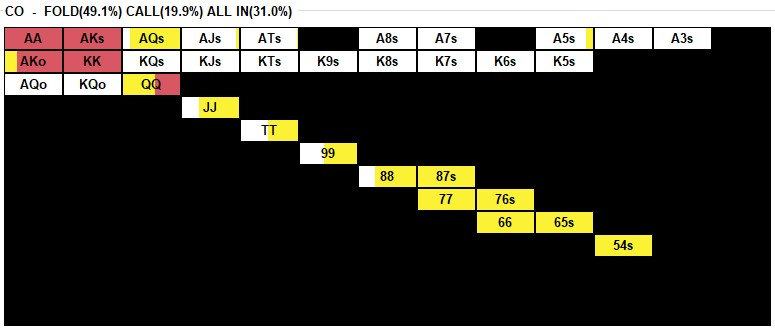 CO - FOLD(49.1%) CALL(19.9%) ALL IN(31.0%)
AA AKs AQs AJs ATs A8s A7s A5s A4s A3s
AKo KK KQs KJs KTs K9s K8s K7s K6s K5s
AQo KQo QQ
JJ
TT
99
88 87s
77 76s
66 65s
54s